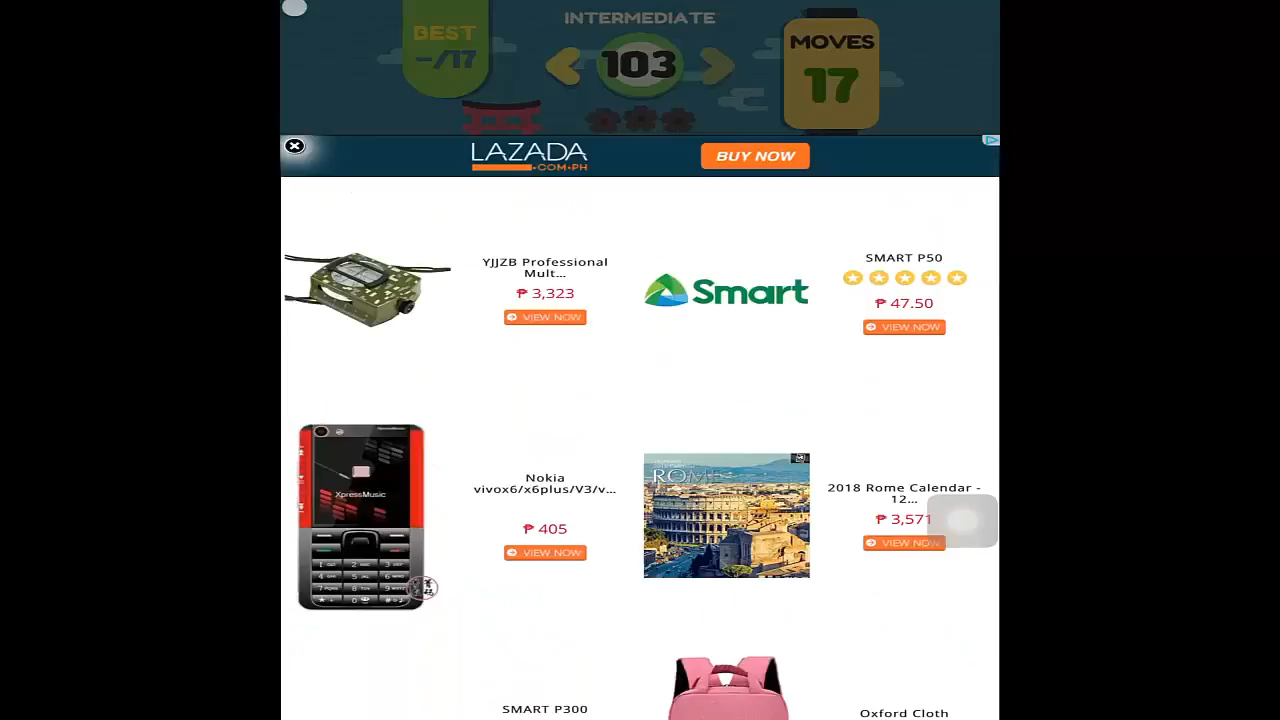 INTERMEDIATE
BEST
-/17
103
MOVES
17
LAZADA
.COM.PH
BUY NOW
YJJZB Professional
Mult...
₱ 3,323
VIEW NOW
Smart
SMART P50
₱ 47.50
VIEW NOW
XpressMusic
XpressMusic
Nokia
vivox6/x6plus/V3/v...
₱ 405
VIEW NOW
ROME
2018 Rome Calendar -
12...
₱ 3,571
VIEW NOW
SMART P300
Oxford Cloth